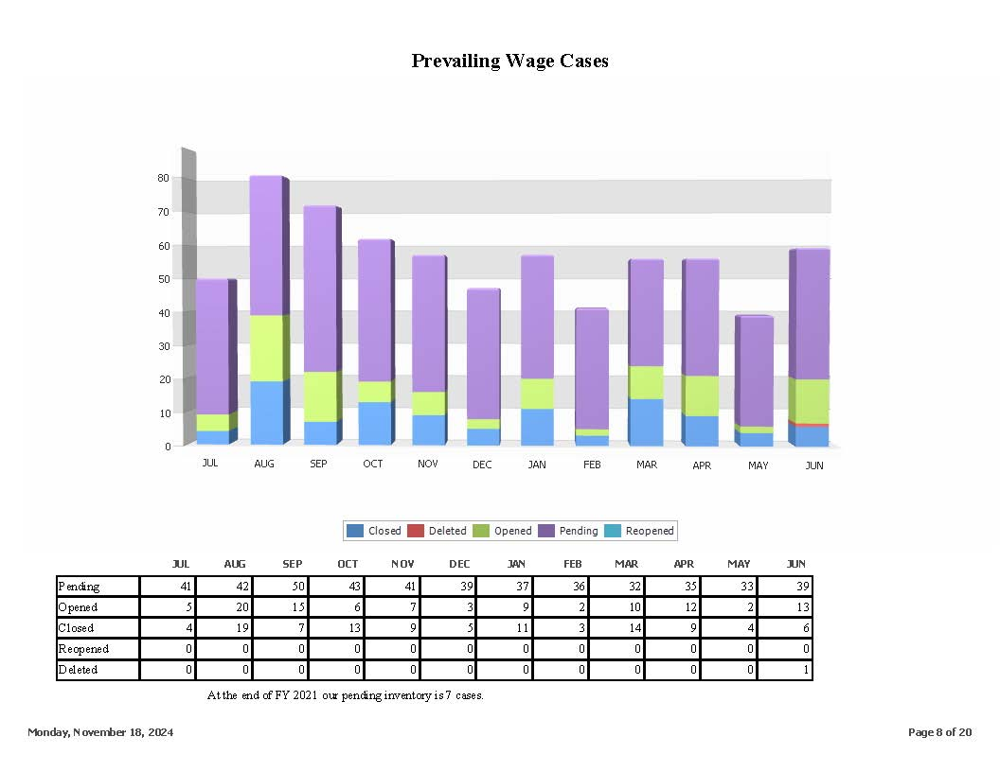 Prevailing Wage Cases
80
70
60
50
40
30
20
10
0
JUL AUG SEP OCT NOV DEC JAN FEB MAR APR MAY JUN
Closed Deleted Opened Pending Reopened
JUL AUG SEP OCT NOV DEC JAN FEB MAR APR MAY JUN
Pending 41 42 50 43 41 39 37 36 32 35 33 39
Opened 5 20 15 6 7 3 9 2 10 12 2 13
Closed 4 19 7 13 9 5 11 3 14 9 4 6
Reopened 0 0 0 0 0 0 0 0 0 0 0 0
Deleted 0 0 0 0 0 0 0 0 0 0 0 1
At the end of FY 2021 our pending inventory is 7 cases.
Monday, November 18, 2024 Page 8 of 20